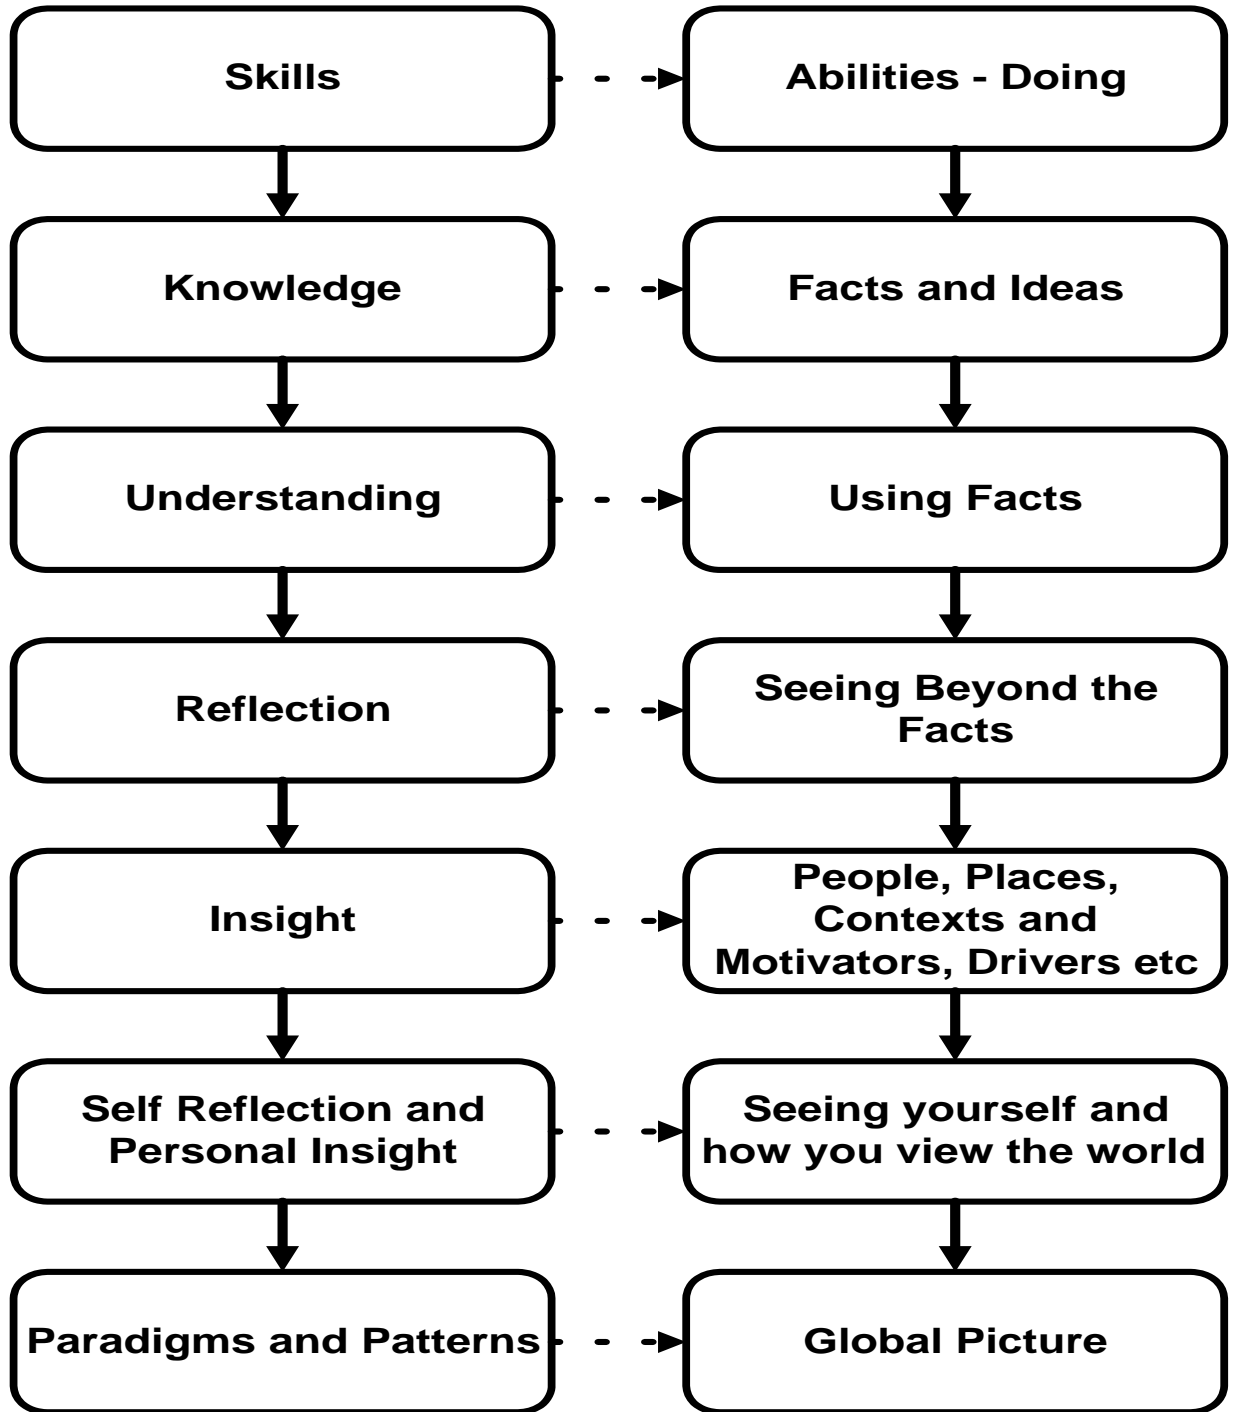 Skills
Abilities - Doing
Knowledge
Facts and Ideas
Understanding
Using Facts
Reflection
Seeing Beyond the
Facts
Insight
People, Places,
Contexts and
Motivators, Drivers etc
Self Reflection and
Personal Insight
Seeing yourself and
how you view the world
Paradigms and Patterns
Global Picture